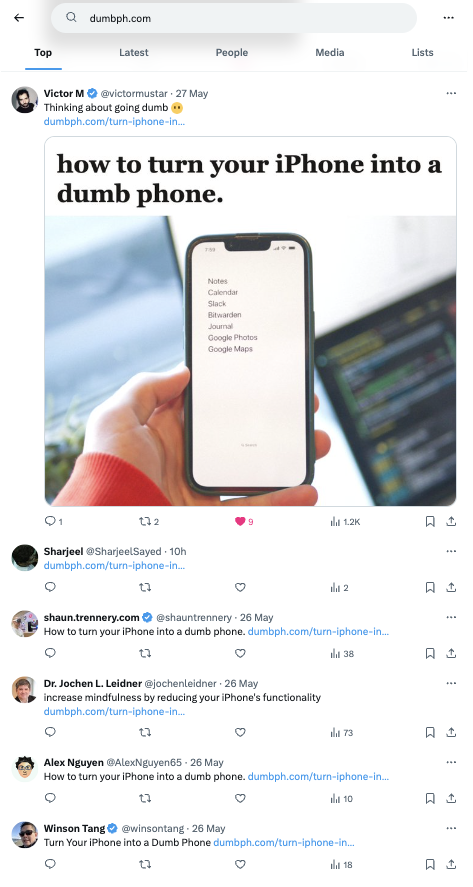 dumbph.com
Top Latest People Media Lists
Victor M @victormustar · 27 May
Thinking about going dumb 😶
dumbph.com/turn-iphone-in...
how to turn your iPhone into a
dumb phone.
7:59
Notes
Calendar
Slack
Bitwarden
Journal
Google Photos
Google Maps
1 2 9 1.2K
Sharjeel @SharjeelSayed · 10h
dumbph.com/turn-iphone-in...
2
shaun.trennery.com @shauntrennery · 26 May
How to turn your iPhone into a dumb phone. dumbph.com/turn-iphone-in...
38
Dr. Jochen L. Leidner @jochenleidner · 26 May
increase mindfulness by reducing your iPhone's functionality
dumbph.com/turn-iphone-in...
73
Alex Nguyen @AlexNguyen65 · 26 May
How to turn your iPhone into a dumb phone. dumbph.com/turn-iphone-in...
10
Winson Tang @winsontang · 26 May
Turn Your iPhone into a Dumb Phone dumbph.com/turn-iphone-in...
18